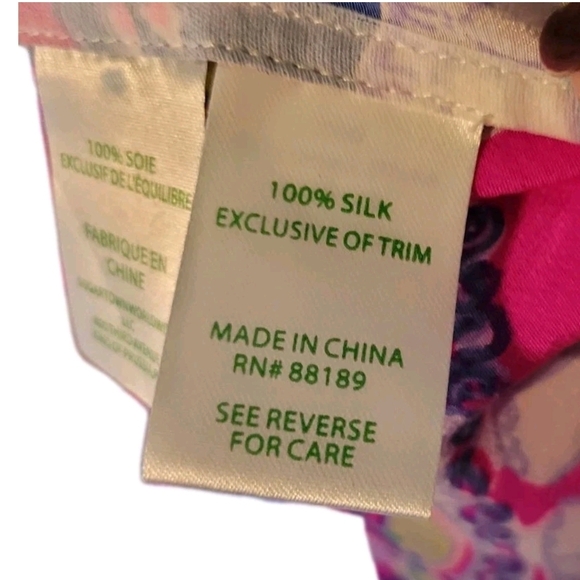 100% SOIE
EXCLUSIF DE L'ÉQUILIBRE
FABRIQUE EN
CHINE
100% SILK
EXCLUSIVE OF TRIM
MADE IN CHINA
RN# 88189
SEE REVERSE
FOR CARE